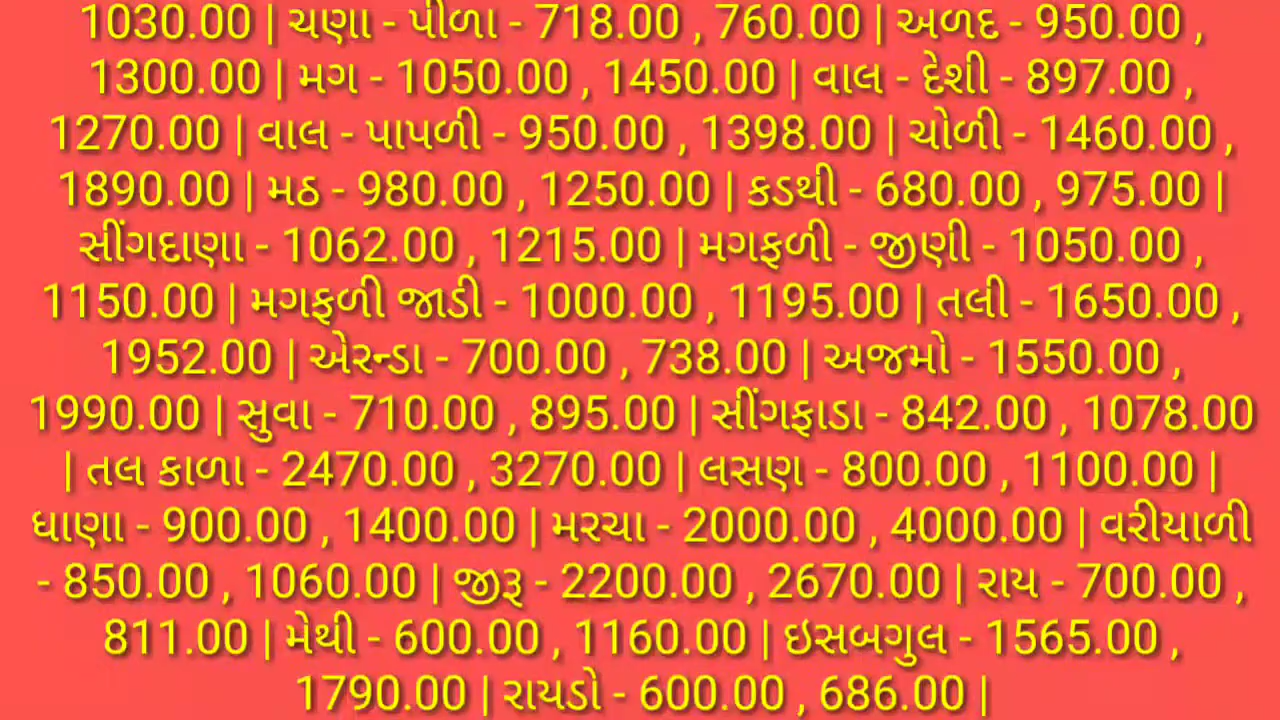 1030.00 | ચણા - પીળા - 718.00 , 760.00 | અળદ - 950.00 ,
1300.00 | મગ - 1050.00 , 1450.00 | વાલ - દેશી - 897.00 ,
1270.00 | વાલ - પાપળી - 950.00 , 1398.00 | ચોળી - 1460.00 ,
1890.00 | મઠ - 980.00 , 1250.00 | કડથી - 680.00 , 975.00 |
સીંગદાણા - 1062.00 , 1215.00 | મગફળી - જીણી - 1050.00 ,
1150.00 | મગફળી જાડી - 1000.00 , 1195.00 | તલી - 1650.00 ,
1952.00 | એરન્ડા - 700.00 , 738.00 | અજમો - 1550.00 ,
1990.00 | સુવા - 710.00 , 895.00 | સીંગફાડા - 842.00 , 1078.00
| તલ કાળા - 2470.00 , 3270.00 | લસણ - 800.00 , 1100.00 |
ધાણા - 900.00 , 1400.00 | મરચા - 2000.00 , 4000.00 | વરીયાળી
- 850.00 , 1060.00 | જીરૂ - 2200.00 , 2670.00 | રાય - 700.00 ,
811.00 | મેથી - 600.00 , 1160.00 | ઇસબગુલ - 1565.00 ,
1790.00 | રાયડો - 600.00 , 686.00 |